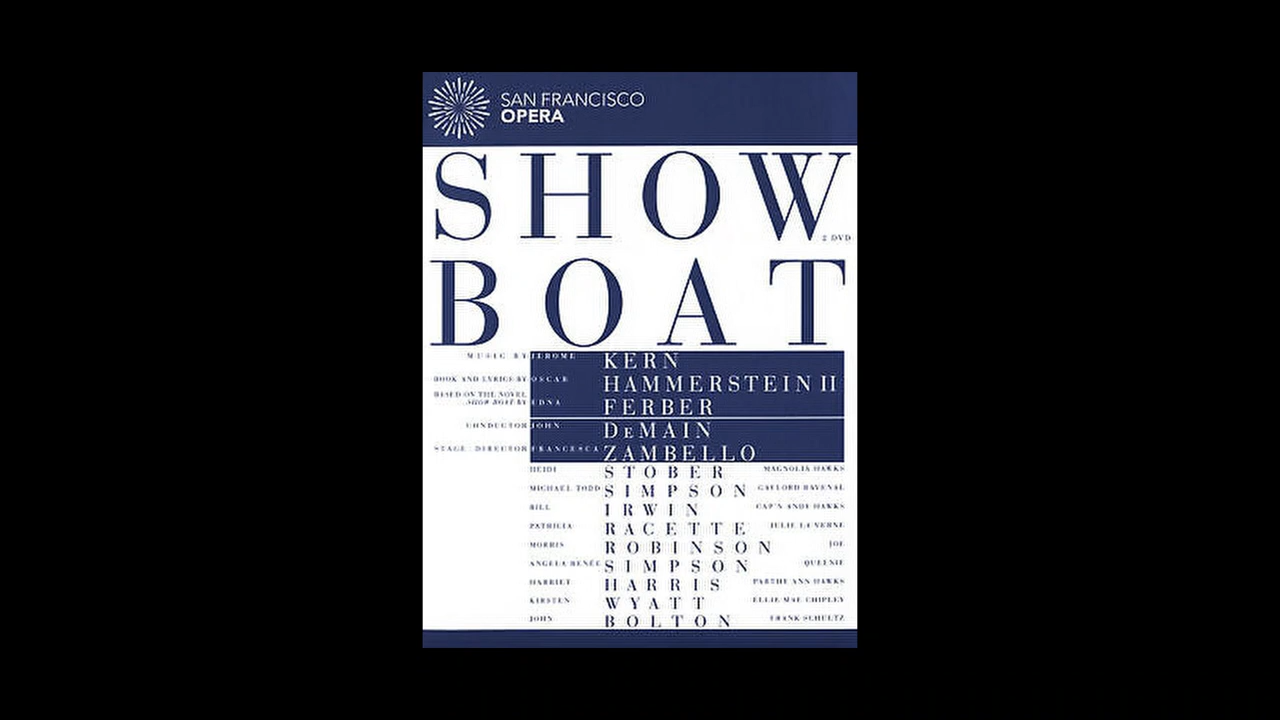 SAN FRANCISCO
OPERA
SHOW
2 DVD
BOAT
MUSIC BY JEROME KERN
BOOK AND LYRICS BY OSCAR HAMMERSTEIN II
BASED ON THE NOVEL
SHOW BOAT BY EDNA FERBER
CONDUCTOR JOHN DEMAIN
STAGE DIRECTOR FRANCESCA ZAMBELLO
HEIDI STOBER MAGNOLIA HAWKS
MICHAEL TODD SIMPSON GAYLORD RAVENAL
BILL IRWIN CAP'N ANDY HAWKS
PATRICIA RACETTE JULIE LA VERNE
MORRIS ROBINSON JOE
ANGELA RENÉE SIMPSON QUEENIE
HARRIET HARRIS PARTHY ANN HAWKS
KIRSTEN WYATT ELLIE MAE CHIPLEY
JOHN BOLTON FRANK SCHULTZ